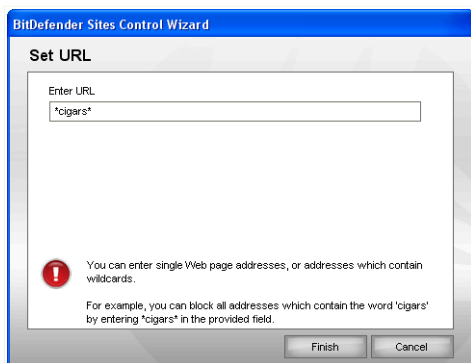 BitDefender Sites Control Wizard
Set URL
Enter URL
*cigars*
You can enter single Web page addresses, or addresses which contain
wildcards.
For example, you can block all addresses which contain the word 'cigars'
by entering *cigars* in the provided field.
Finish
Cancel